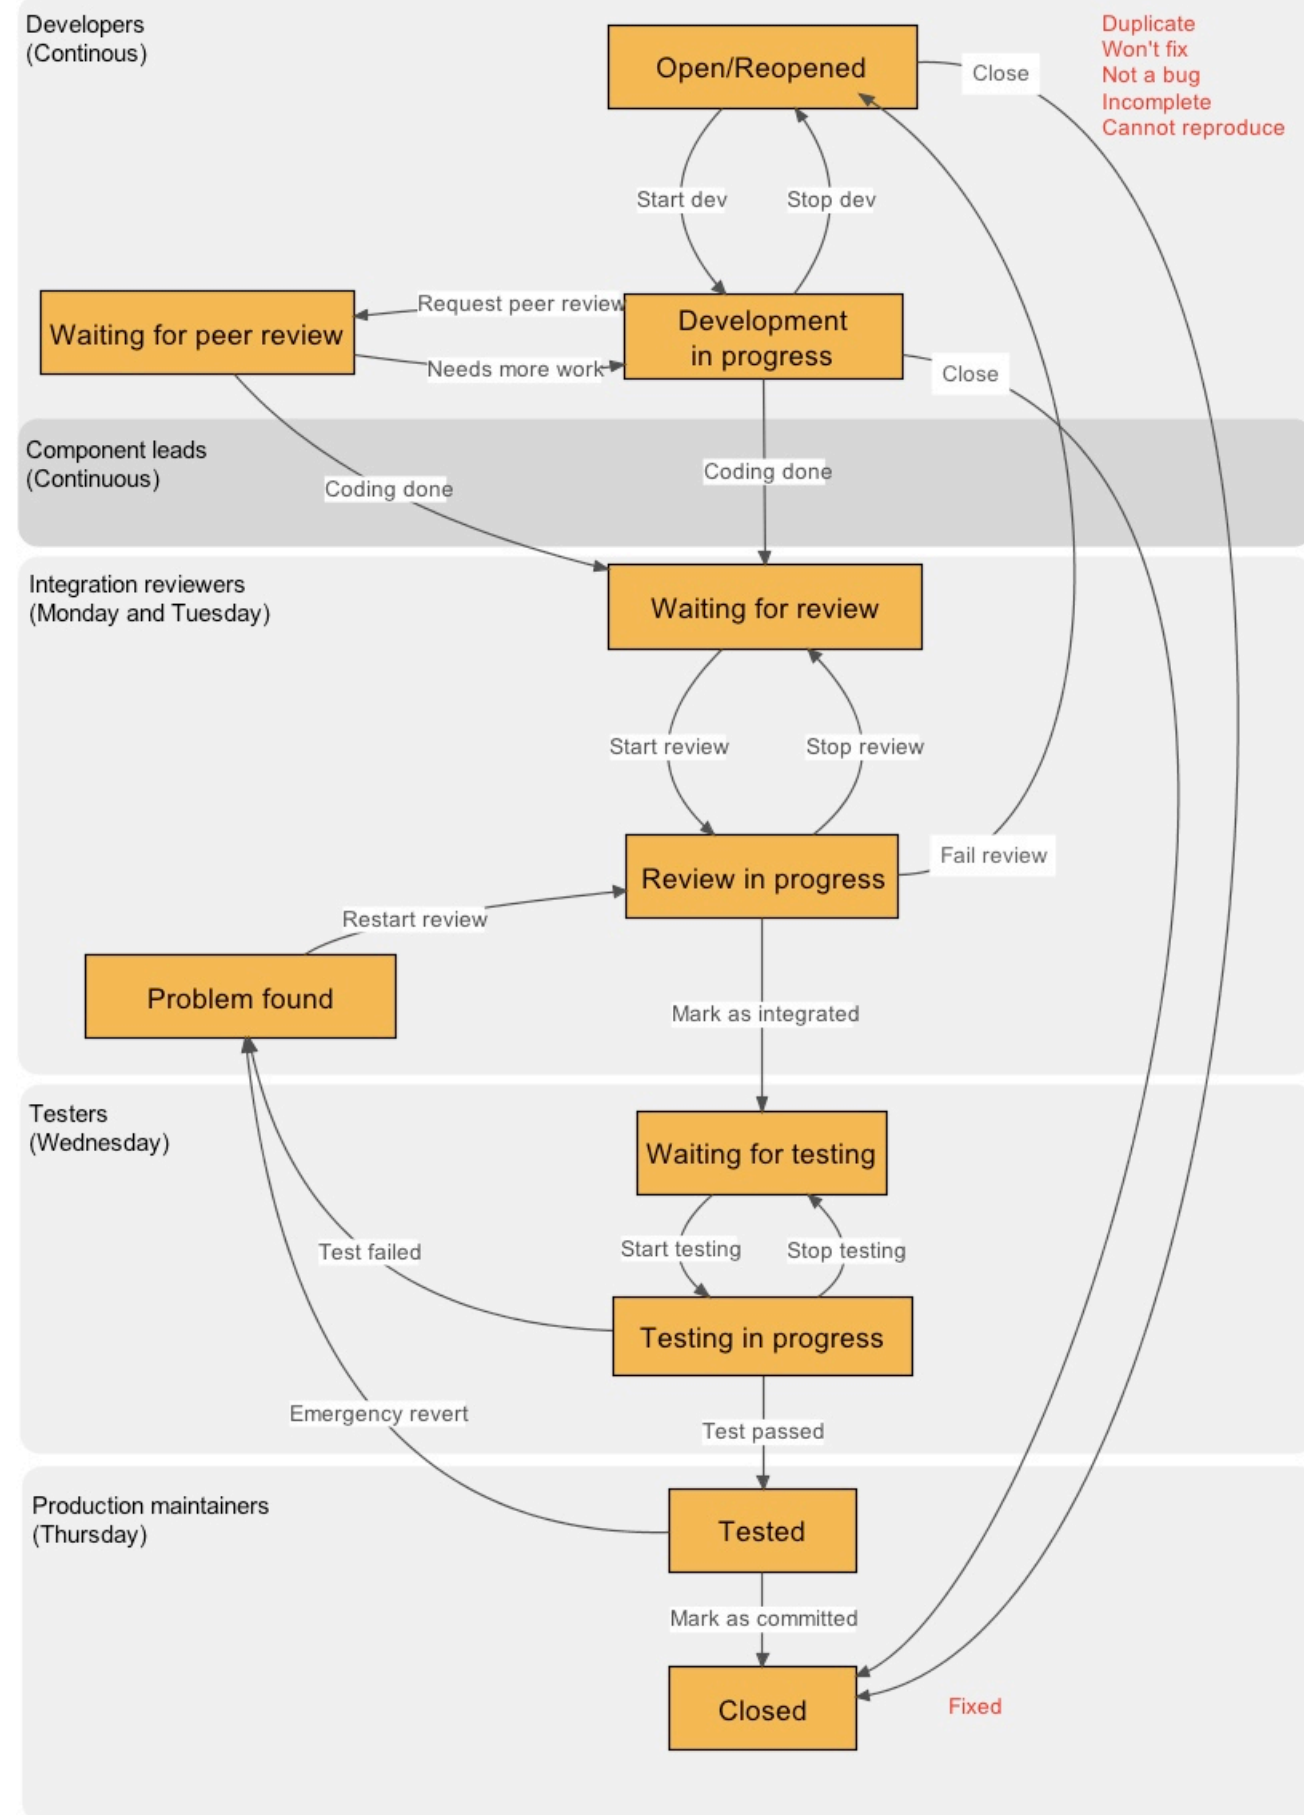 Developers
(Continous)
Open/Reopened
Close
Duplicate
Won't fix
Not a bug
Incomplete
Cannot reproduce
Start dev
Stop dev
Waiting for peer review
Request peer review
Needs more work
Development
in progress
Close
Component leads
(Continuous)
Coding done
Coding done
Integration reviewers
(Monday and Tuesday)
Waiting for review
Start review
Stop review
Review in progress
Fail review
Restart review
Problem found
Mark as integrated
Testers
(Wednesday)
Waiting for testing
Start testing
Stop testing
Test failed
Testing in progress
Emergency revert
Test passed
Production maintainers
(Thursday)
Tested
Mark as committed
Closed
Fixed